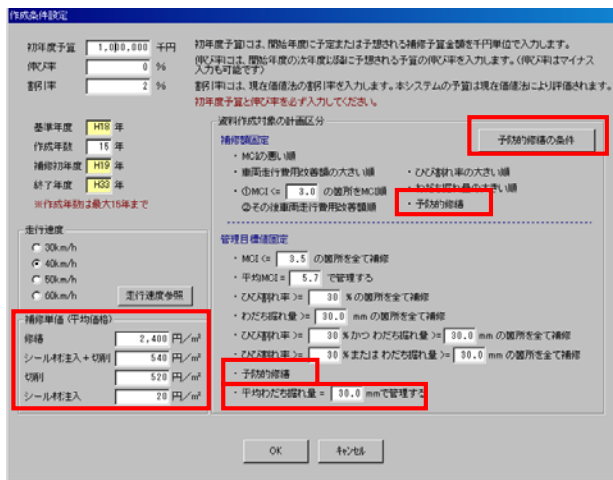 作成条件設定
初年度予算 1,000,000 千円
初年度予算には、開始年度に予定または予想される補修予算金額を千円単位で入力します。
伸び率 0 %
伸び率には、開始年度の次年度以降に予想される予算の伸び率を入力します。(伸び率はマイナス
入力も可能です)
割引率 2 %
割引率には、現在価値法の割引率を入力します。本システムの予算は現在価値法により評価されます。
初年度予算と伸び率を必ず入力してください。
基準年度 H18 年
作成年数 15 年
補修初年度 H19 年
終了年度 H33 年
※作成年数は最大15年まで
走行速度
30km/h
40km/h
50km/h
60km/h
走行速度参照
補修単価(平均価格)
修繕 2,400 円/㎡
シール材注入+切削 540 円/㎡
切削 520 円/㎡
シール材注入 20 円/㎡
資料作成対象の計画区分
予防的修繕の条件
補修額固定
・MCIの悪い順
・車両走行費用改善額の大きい順
・ひび割れ率の大きい順
・①MCI <= 3.0 の箇所をMCI順
②その後車両走行費用改善額順
・わだち掘れ量の大きい順
・予防的修繕
管理目標値固定
・MCI <= 3.5 の箇所を全て補修
・平均MCI = 5.7 で管理する
・ひび割れ率 >= 30 %の箇所を全て補修
・わだち掘れ量 >= 30.0 mm の箇所を全て補修
・ひび割れ率 >= 30 %かつ わだち掘れ量 >= 30.0 mm の箇所を全て補修
・ひび割れ率 >= 30 %または わだち掘れ量 >= 30.0 mm の箇所を全て補修
・予防的修繕
・平均わだち掘れ量 = 30.0 mmで管理する
OK
キャンセル